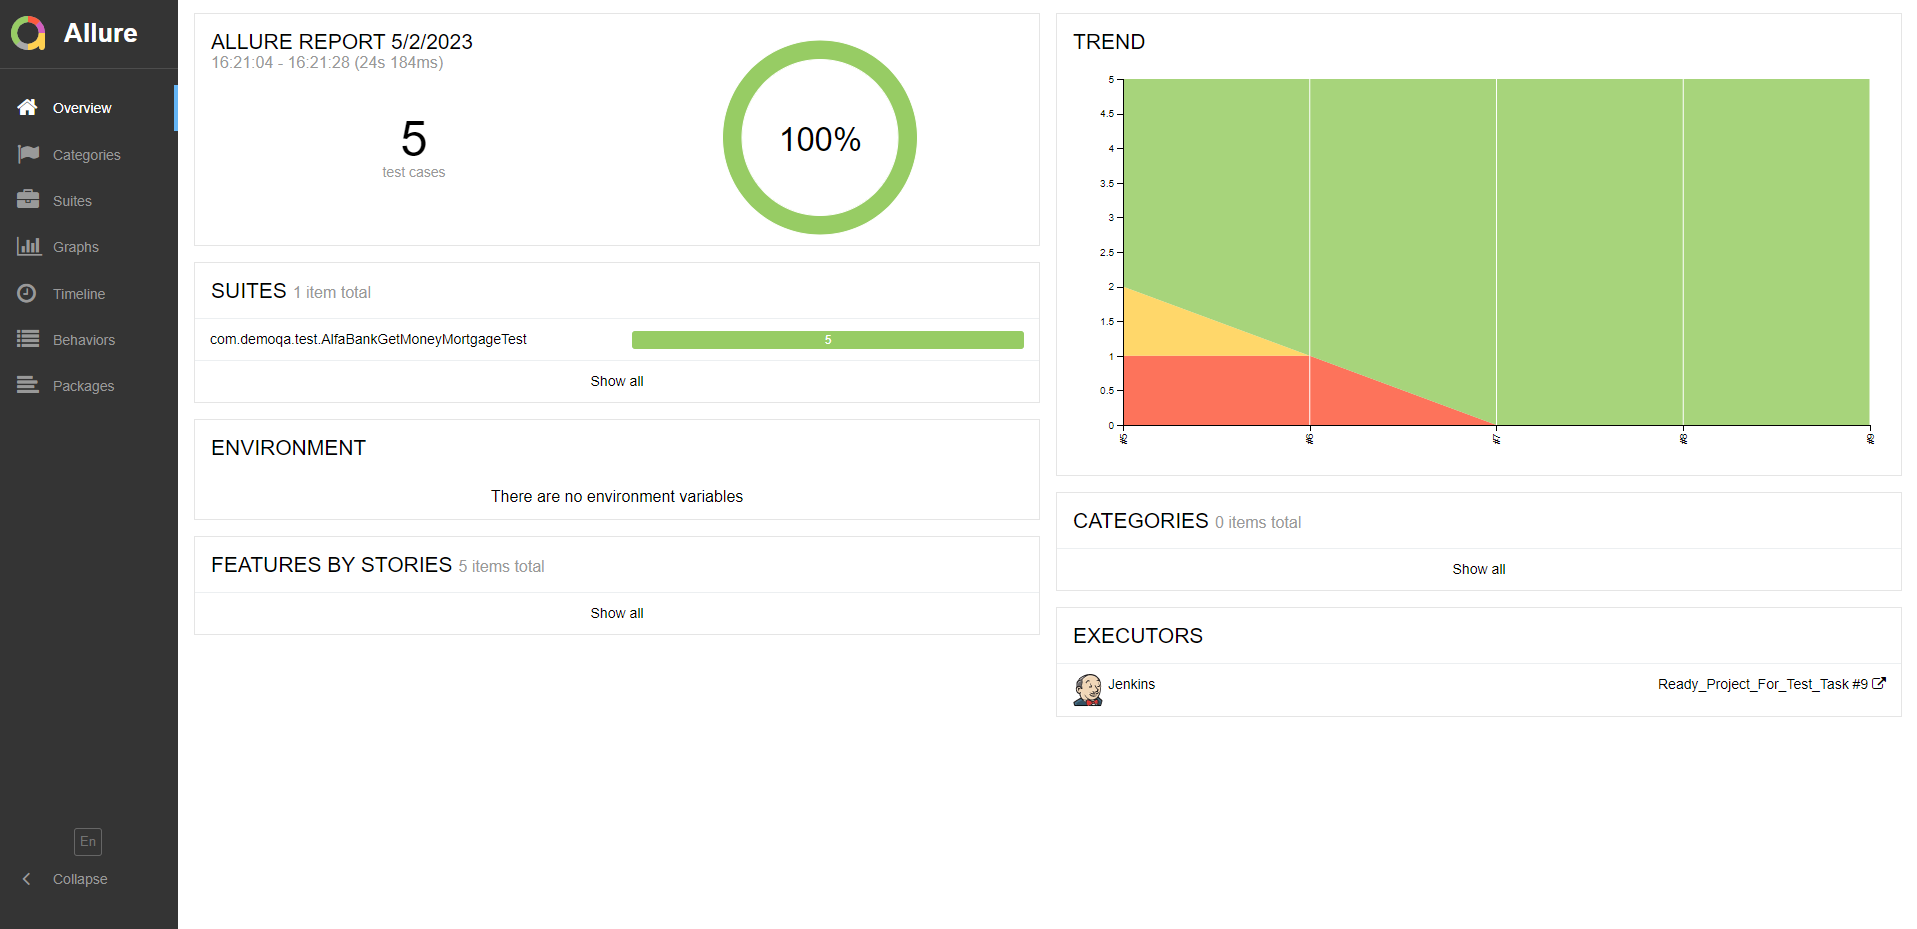 Allure
Overview
Categories
Suites
Graphs
Timeline
Behaviors
Packages
En
Collapse
ALLURE REPORT 5/2/2023
16:21:04 - 16:21:28 (24s 184ms)
5
test cases
100%
SUITES 1 item total
com.demoqa.test.AlfaBankGetMoneyMortgageTest 5
Show all
ENVIRONMENT
There are no environment variables
FEATURES BY STORIES 5 items total
Show all
TREND
5
4.5
4
3.5
3
2.5
2
1.5
1
0.5
0
#5 #6 #7 #8 #9
CATEGORIES 0 items total
Show all
EXECUTORS
Jenkins Ready_Project_For_Test_Task #9